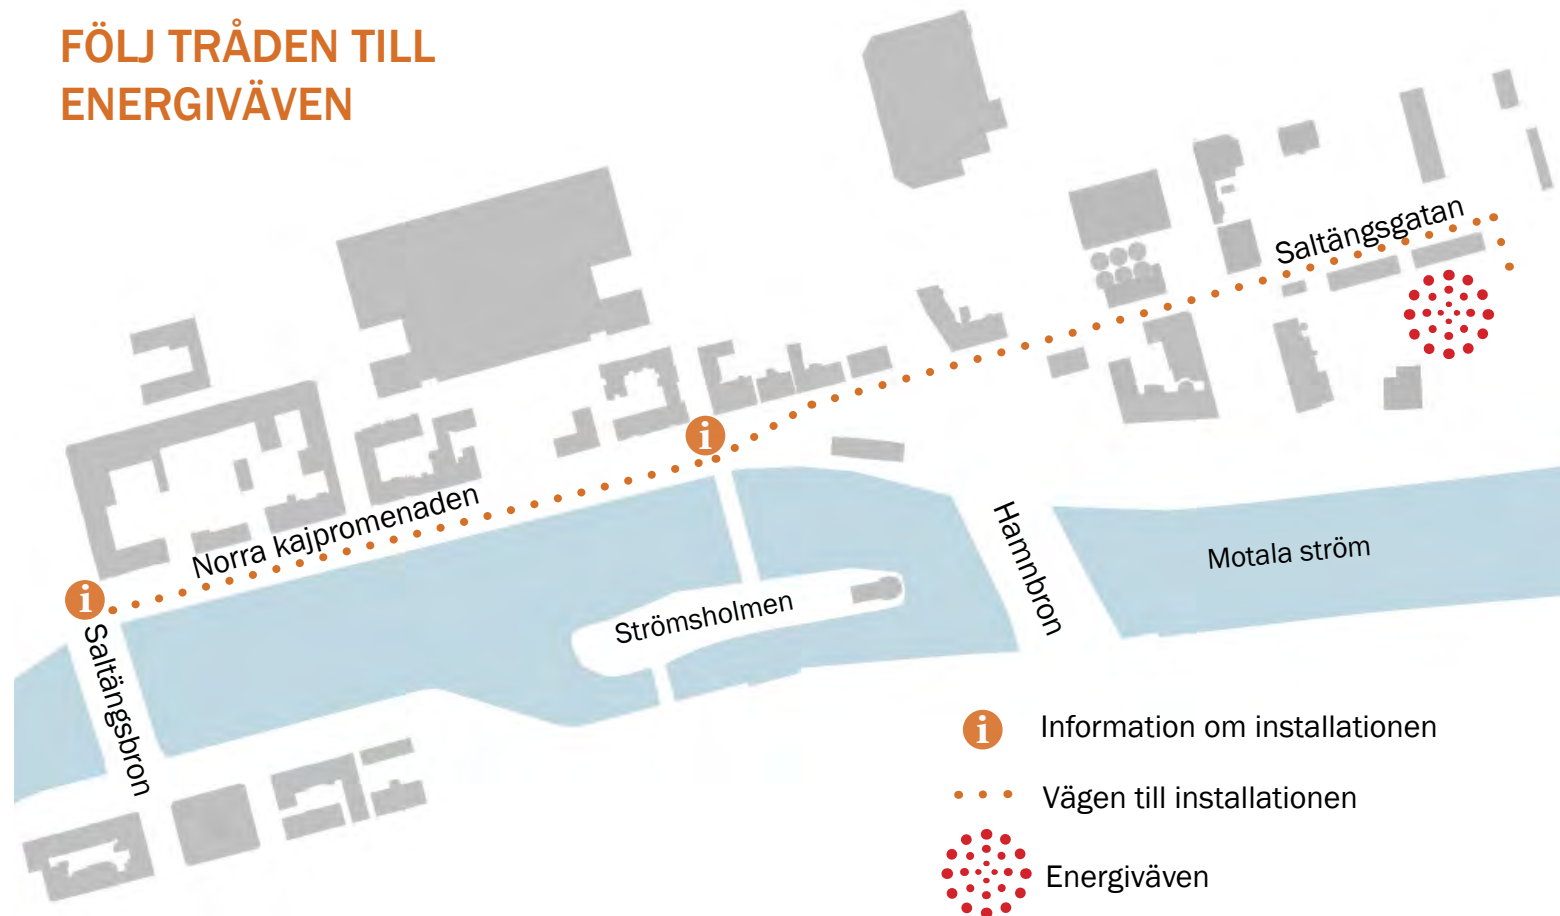 FÖLJ TRÅDEN TILL
ENERGIVÄVEN
Saltängsgatan
Norra kajpromenaden
Hamnbron
Motala ström
Strömsholmen
Saltängsbron
i
i
i Information om installationen
Vägen till installationen
Energiväven